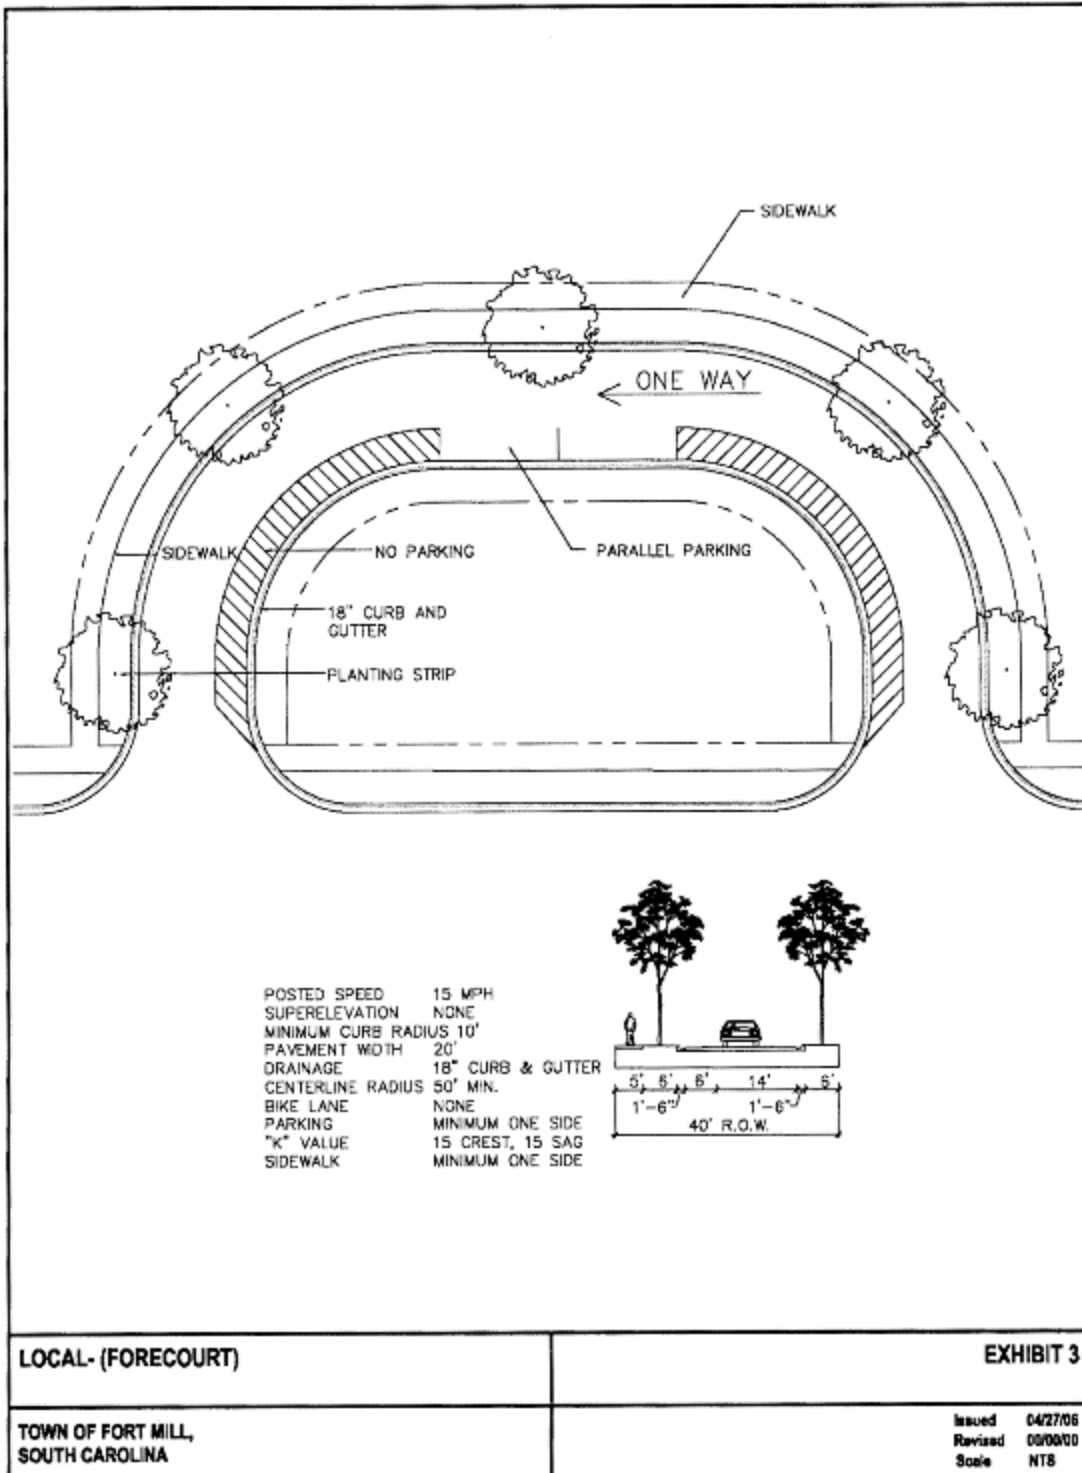 SIDEWALK
ONE WAY
SIDEWALK
NO PARKING
PARALLEL PARKING
18" CURB AND
GUTTER
PLANTING STRIP
POSTED SPEED 15 MPH
SUPERELEVATION NONE
MINIMUM CURB RADIUS 10'
PAVEMENT WIDTH 20'
DRAINAGE 18" CURB & GUTTER
CENTERLINE RADIUS 50' MIN.
BIKE LANE NONE
PARKING MINIMUM ONE SIDE
"K" VALUE 15 CREST, 15 SAG
SIDEWALK MINIMUM ONE SIDE
5' 6' 6' 14' 6'
1'-6" 1'-6"
40' R.O.W.
LOCAL- (FORECOURT)
EXHIBIT 3
TOWN OF FORT MILL,
SOUTH CAROLINA
Issued 04/27/06
Revised 00/00/00
Scale NTS